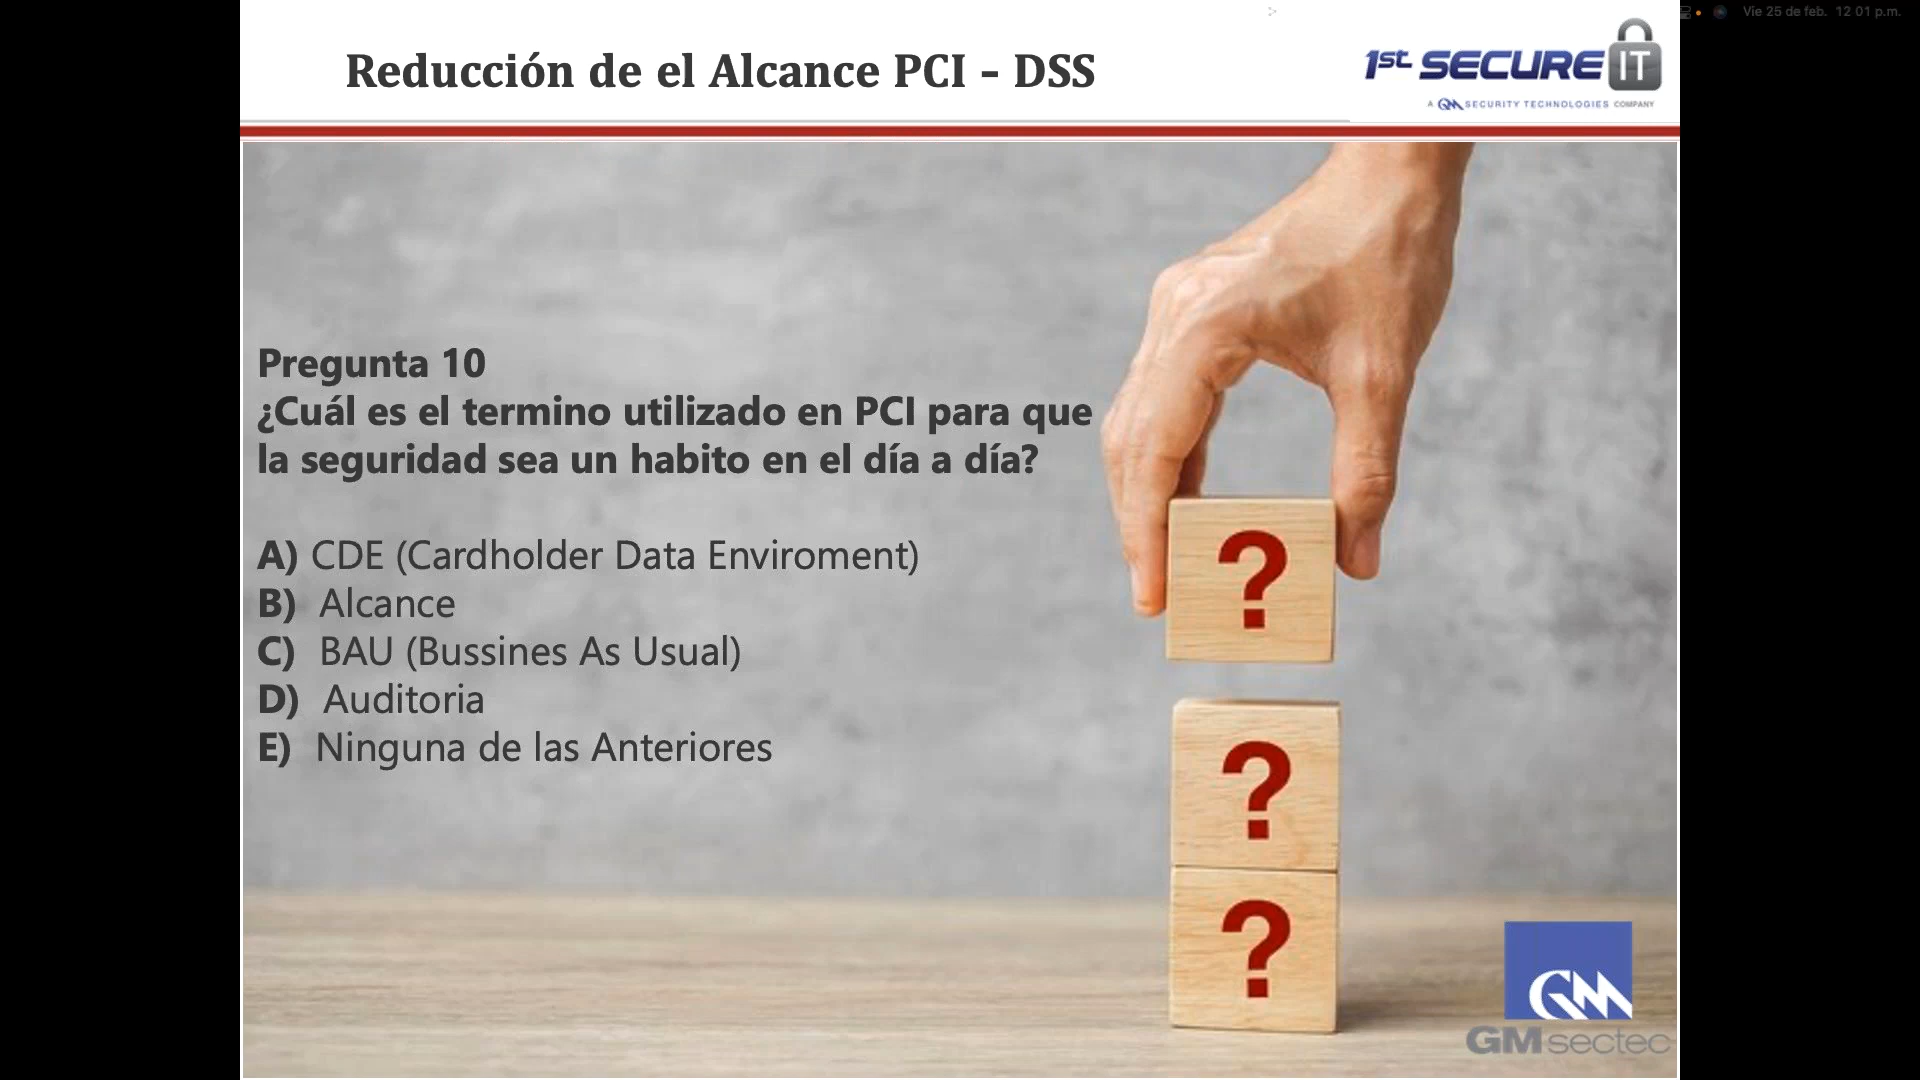 Vie 25 de feb. 12 01 p.m.
Reducción de el Alcance PCI - DSS
1st SECURE IT
A GM SECURITY TECHNOLOGIES COMPANY
Pregunta 10
¿Cuál es el termino utilizado en PCI para que
la seguridad sea un habito en el día a día?
A) CDE (Cardholder Data Enviroment)
B) Alcance
C) BAU (Bussines As Usual)
D) Auditoria
E) Ninguna de las Anteriores
?
?
?
GM
GMsectec